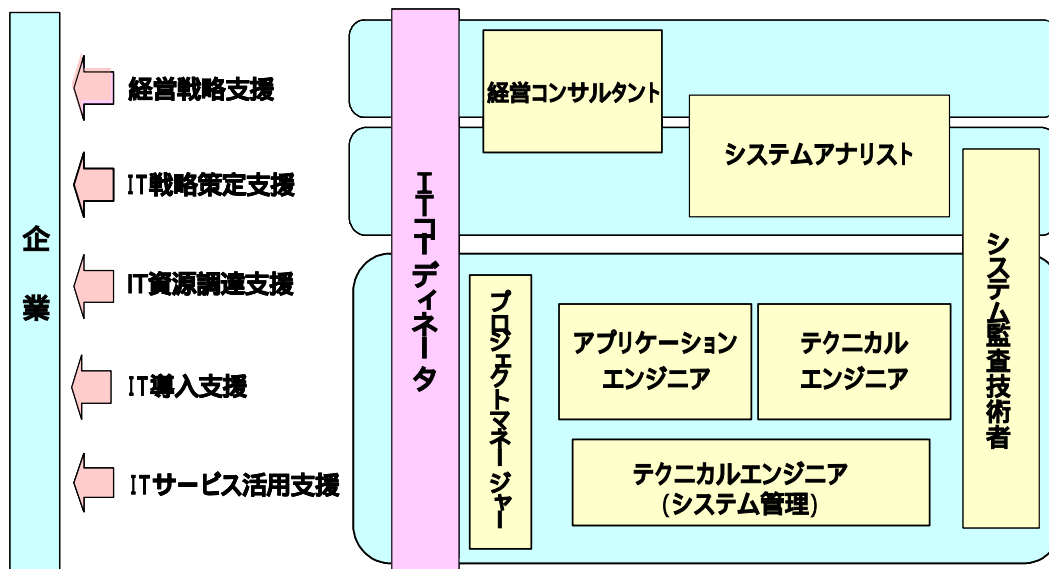 企業
経営戦略支援
IT戦略策定支援
IT資源調達支援
IT導入支援
ITサービス活用支援
ITコーディネータ
経営コンサルタント
システムアナリスト
システム監査技術者
プロジェクトマネージャー
アプリケーション
エンジニア
テクニカル
エンジニア
テクニカルエンジニア
(システム管理)